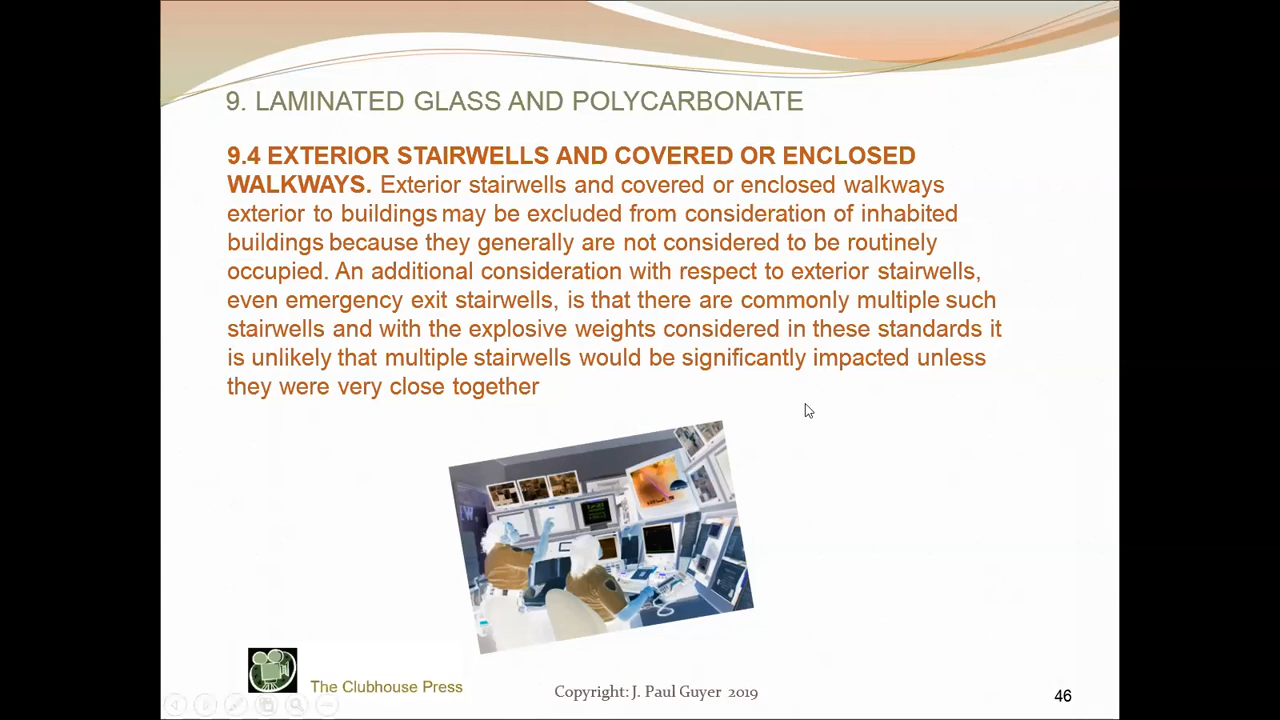 9. LAMINATED GLASS AND POLYCARBONATE
9.4 EXTERIOR STAIRWELLS AND COVERED OR ENCLOSED
WALKWAYS. Exterior stairwells and covered or enclosed walkways
exterior to buildings may be excluded from consideration of inhabited
buildings because they generally are not considered to be routinely
occupied. An additional consideration with respect to exterior stairwells,
even emergency exit stairwells, is that there are commonly multiple such
stairwells and with the explosive weights considered in these standards it
is unlikely that multiple stairwells would be significantly impacted unless
they were very close together
The Clubhouse Press
Copyright: J. Paul Guyer 2019
46